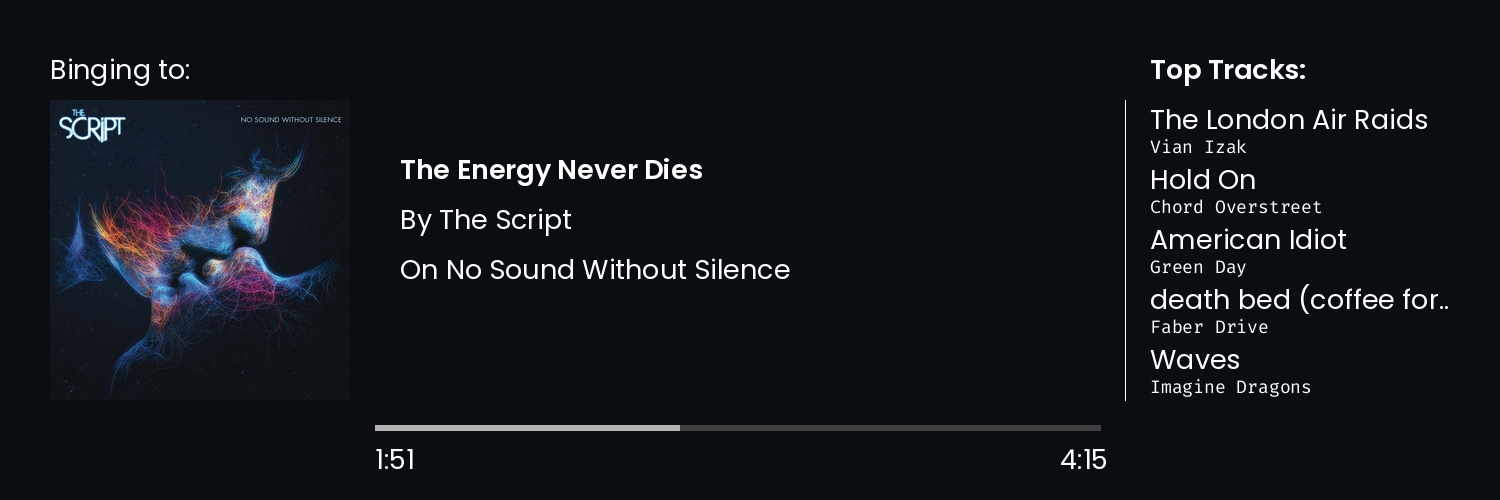 Binging to:
THE
SCRIPT
NO SOUND WITHOUT SILENCE
The Energy Never Dies
By The Script
On No Sound Without Silence
1:51
4:15
Top Tracks:
The London Air Raids
Vian Izak
Hold On
Chord Overstreet
American Idiot
Green Day
death bed (coffee for..
Faber Drive
Waves
Imagine Dragons